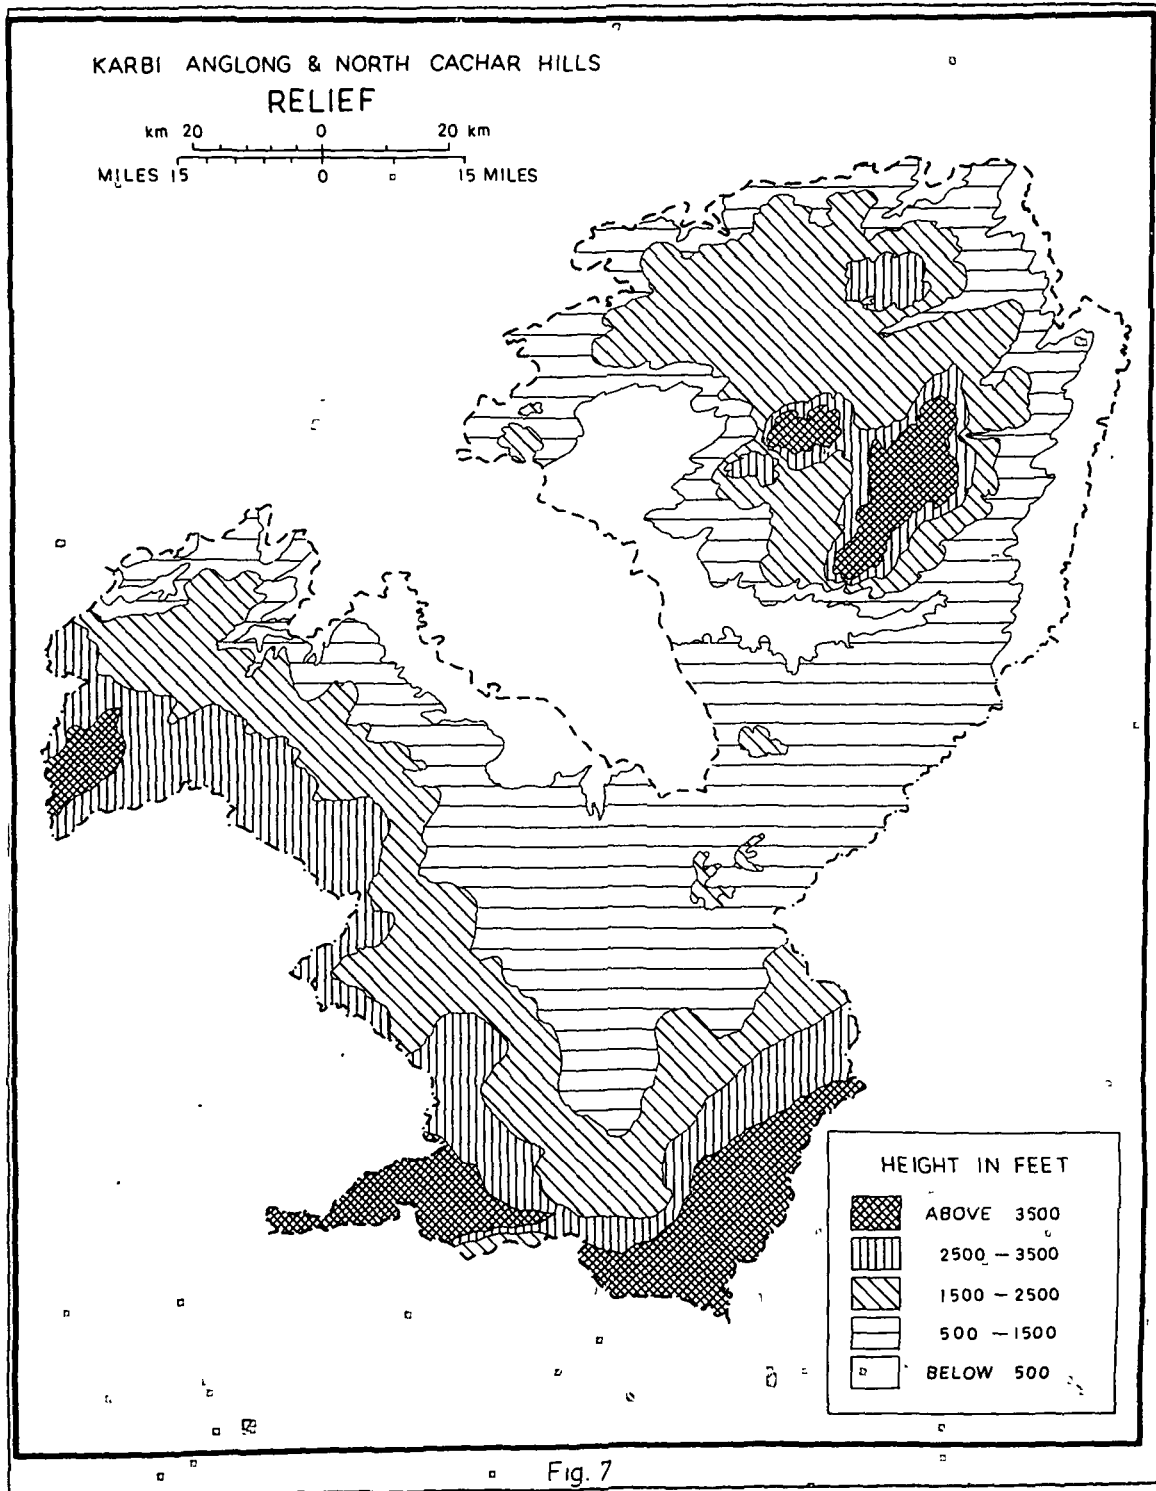 KARBI ANGLONG & NORTH CACHAR HILLS
RELIEF
km 20 0 20 km
MILES 15 0 15 MILES
HEIGHT IN FEET
ABOVE 3500
2500 – 3500
1500 – 2500
500 – 1500
BELOW 500
Fig. 7